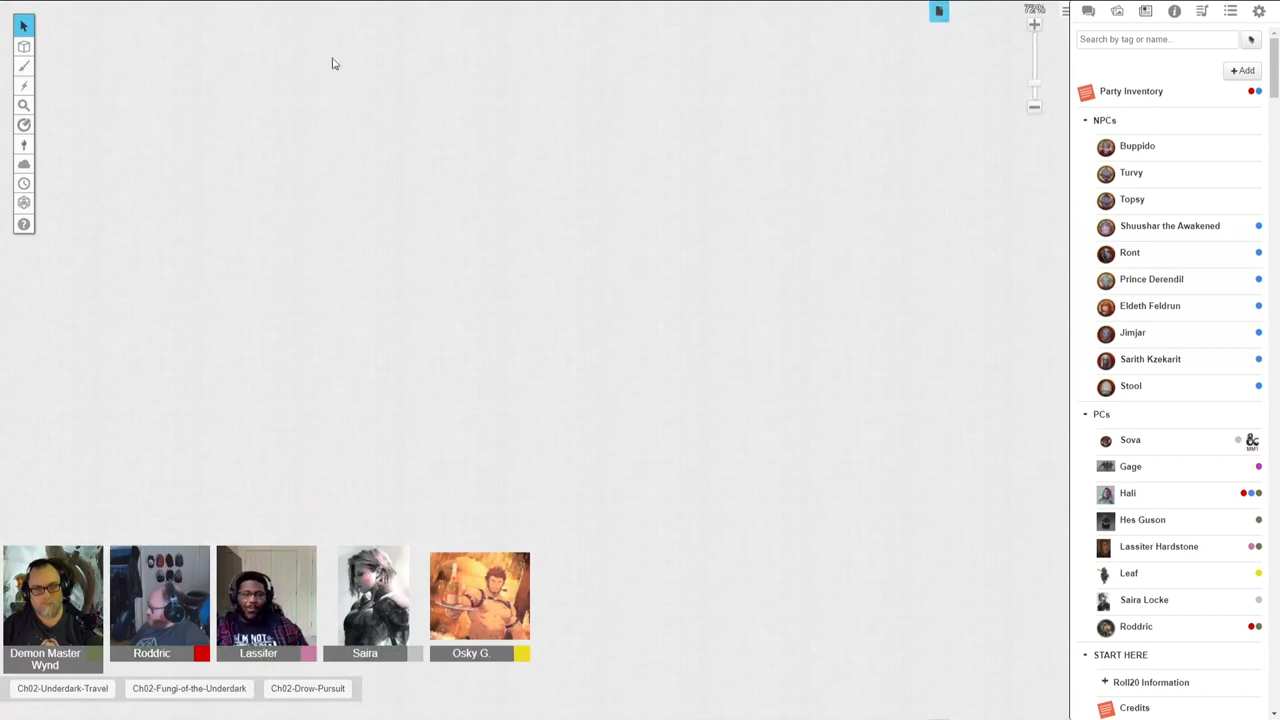 72%
Search by tag or name...
+ Add
Party Inventory
- NPCs
Buppido
Turvy
Topsy
Shuushar the Awakened
Ront
Prince Derendil
Eldeth Feldrun
Jimjar
Sarith Kzekarit
Stool
- PCs
Sova
&c
MM1
Gage
Hali
Hes Guson
Lassiter Hardstone
Leaf
Saira Locke
Roddric
- START HERE
+ Roll20 Information
Credits
I'M NOT
Demon Master
Wynd
Roddric
Lassiter
Saira
Osky G.
Ch02-Underdark-Travel
Ch02-Fungi-of-the-Underdark
Ch02-Drow-Pursuit